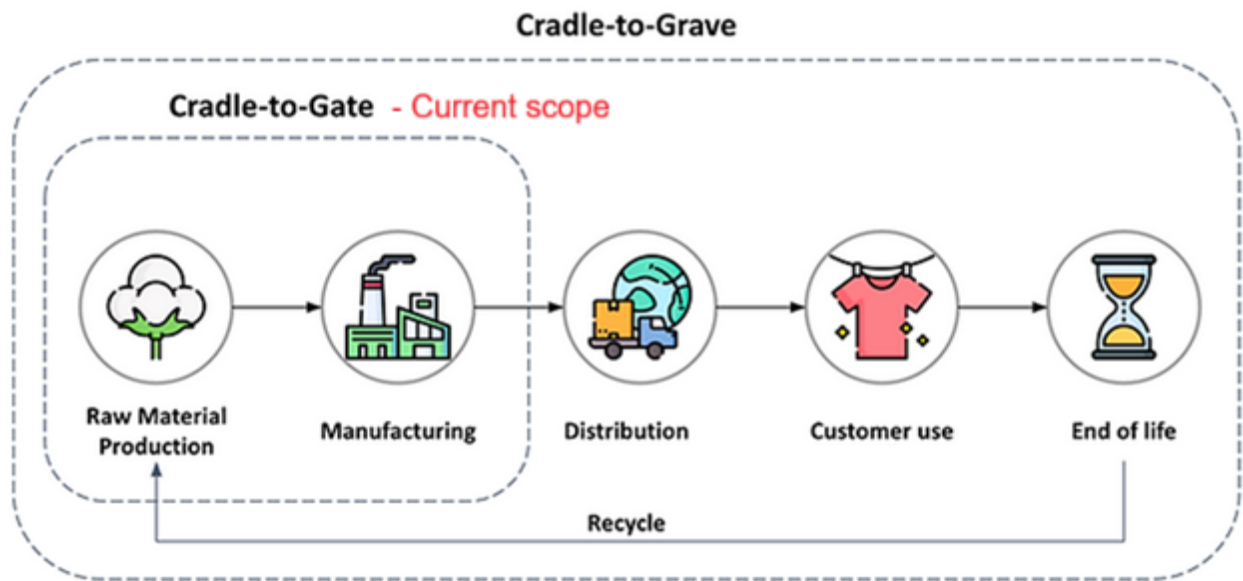 Cradle-to-Grave
Cradle-to-Gate - Current scope
Raw Material
Production
Manufacturing
Distribution
Customer use
End of life
Recycle